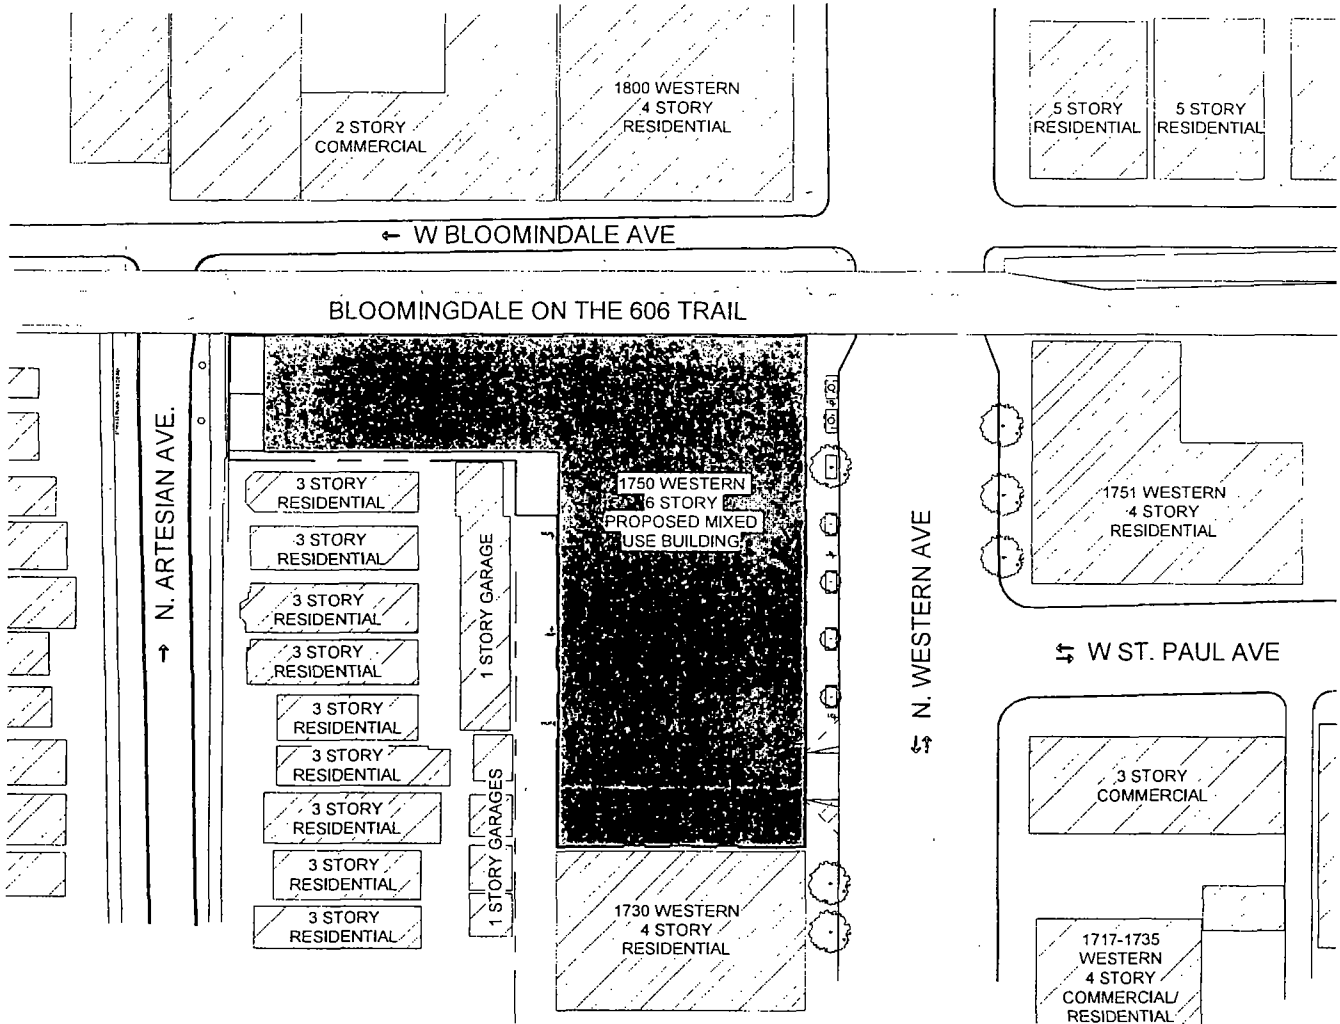 1800 WESTERN
4 STORY
RESIDENTIAL
2 STORY
COMMERCIAL
5 STORY
RESIDENTIAL
5 STORY
RESIDENTIAL
← W BLOOMINDALE AVE
BLOOMINGDALE ON THE 606 TRAIL
N. ARTESIAN AVE.
3 STORY
RESIDENTIAL
3 STORY
RESIDENTIAL
3 STORY
RESIDENTIAL
3 STORY
RESIDENTIAL
3 STORY
RESIDENTIAL
3 STORY
RESIDENTIAL
3 STORY
RESIDENTIAL
3 STORY
RESIDENTIAL
3 STORY
RESIDENTIAL
1 STORY GARAGE
1 STORY GARAGES
1750 WESTERN
6 STORY
PROPOSED MIXED
USE BUILDING
1730 WESTERN
4 STORY
RESIDENTIAL
N. WESTERN AVE
1751 WESTERN
4 STORY
RESIDENTIAL
W ST. PAUL AVE
3 STORY
COMMERCIAL
1717-1735
WESTERN
4 STORY
COMMERCIAL/
RESIDENTIAL